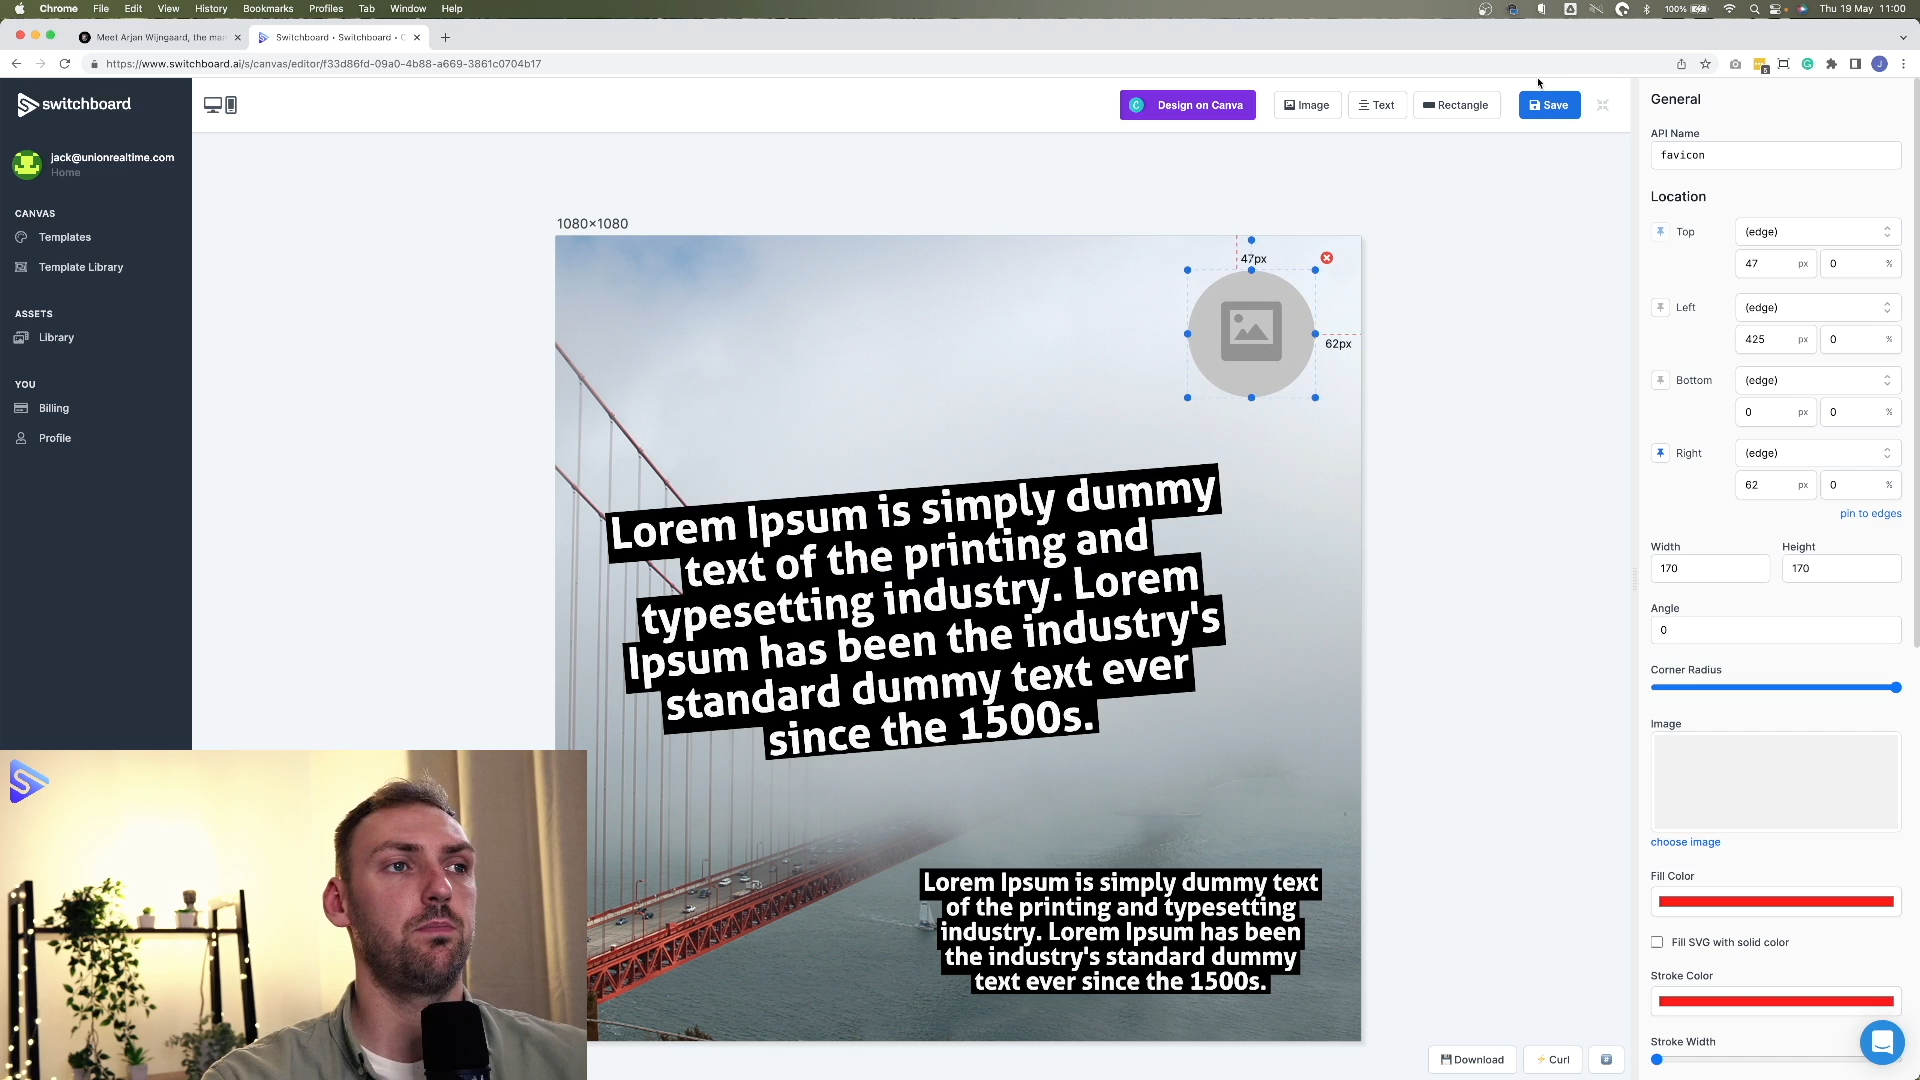 Chrome File Edit View History Bookmarks Profiles Tab Window Help
100% Thu 19 May 11:00
Meet Arjan Wijngaard, the man
Switchboard • Switchboard • C
https://www.switchboard.ai/s/canvas/editor/f33d86fd-09a0-4b88-a669-3861c0704b17
switchboard
jack@unionrealtime.com
Home
CANVAS
Templates
Template Library
ASSETS
Library
YOU
Billing
Profile
Design on Canva
Image
Text
Rectangle
Save
1080×1080
47px
62px
Lorem Ipsum is simply dummy
text of the printing and
typesetting industry. Lorem
Ipsum has been the industry's
standard dummy text ever
since the 1500s.
Lorem Ipsum is simply dummy text
of the printing and typesetting
industry. Lorem Ipsum has been
the industry's standard dummy
text ever since the 1500s.
Download
Curl
General
API Name
favicon
Location
Top (edge)
47 px 0 %
Left (edge)
425 px 0 %
Bottom (edge)
0 px 0 %
Right (edge)
62 px 0 %
pin to edges
Width Height
170 170
Angle
0
Corner Radius
Image
choose image
Fill Color
Fill SVG with solid color
Stroke Color
Stroke Width